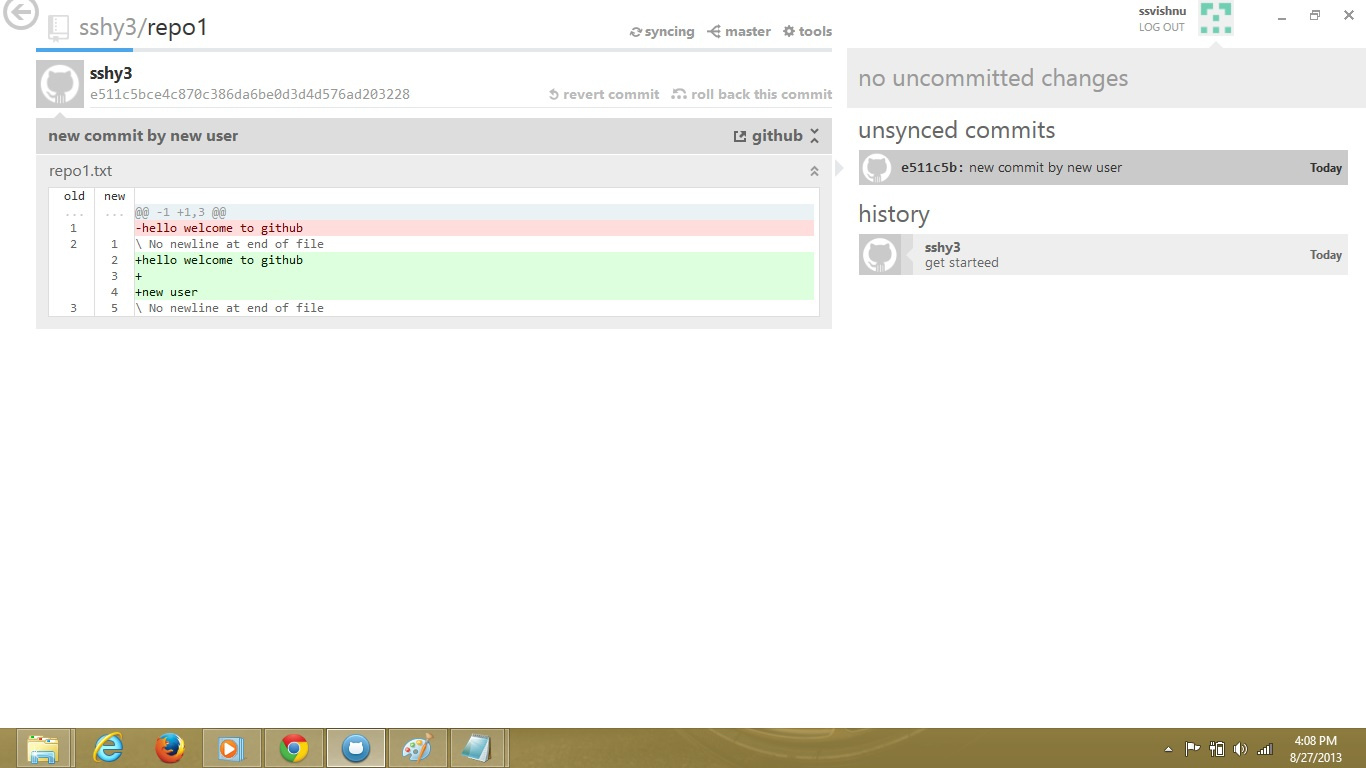 sshy3/repo1
syncing master tools
ssvishnu
LOG OUT
sshy3
e511c5bce4c870c386da6be0d3d4d576ad203228
revert commit roll back this commit
new commit by new user github
repo1.txt
old new
... ... @@ -1 +1,3 @@
1 -hello welcome to github
2 1 \ No newline at end of file
2 +hello welcome to github
3 +
4 +new user
3 5 \ No newline at end of file
no uncommitted changes
unsynced commits
e511c5b: new commit by new user Today
history
sshy3
get starteed Today
4:08 PM
8/27/2013